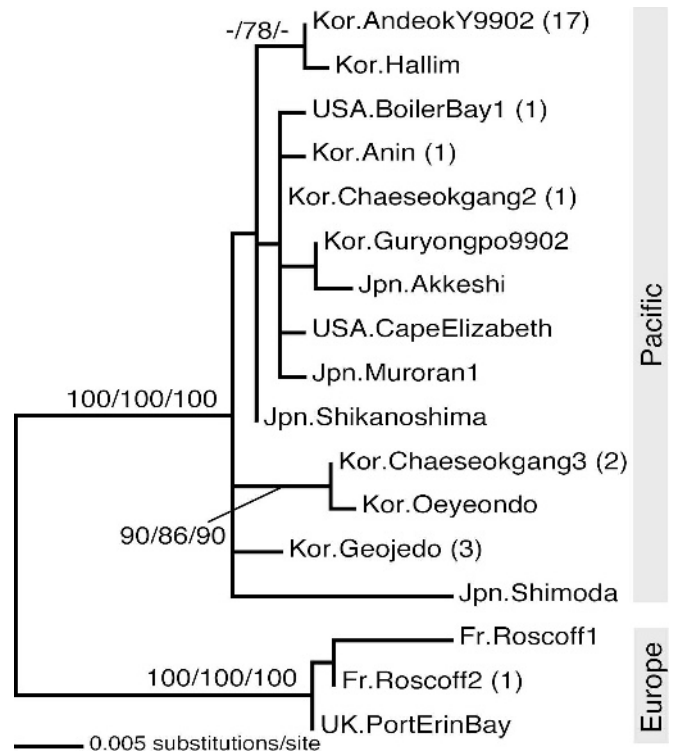 Kor.AndeokY9902 (17)
-/78/-
Kor.Hallim
USA.BoilerBay1 (1)
Kor.Anin (1)
Kor.Chaeseokgang2 (1)
Kor.Guryongpo9902
Jpn.Akkeshi
USA.CapeElizabeth
Jpn.Muroran1
100/100/100
Jpn.Shikanoshima
Kor.Chaeseokgang3 (2)
Kor.Oeyeondo
90/86/90
Kor.Geojedo (3)
Jpn.Shimoda
Pacific
Fr.Roscoff1
100/100/100
Fr.Roscoff2 (1)
UK.PortErinBay
Europe
0.005 substitutions/site